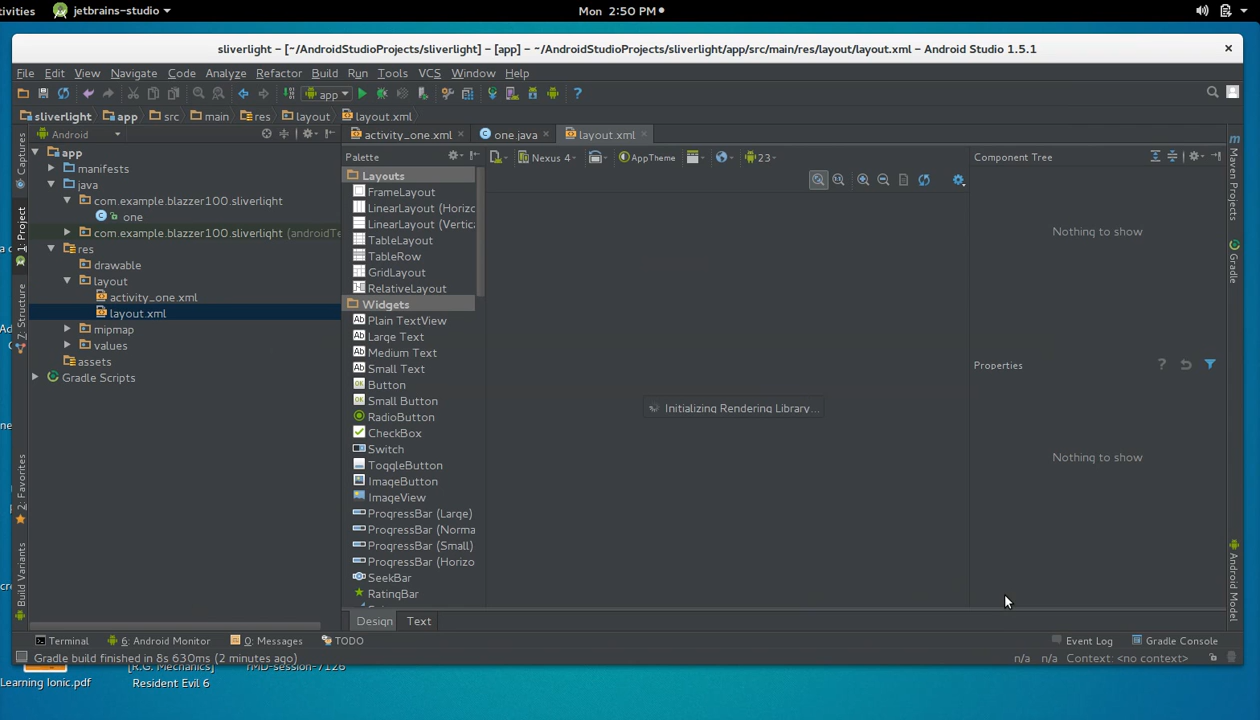 tivities jetbrains-studio Mon 2:50 PM
sliverlight – [~/AndroidStudioProjects/sliverlight] – [app] – ~/AndroidStudioProjects/sliverlight/app/src/main/res/layout/layout.xml – Android Studio 1.5.1
File Edit View Navigate Code Analyze Refactor Build Run Tools VCS Window Help
app
sliverlight app src main res layout layout.xml
Captures
1: Project
7: Structure
2: Favorites
Build Variants
Android
app
manifests
java
com.example.blazzer100.sliverlight
one
com.example.blazzer100.sliverlight (androidTe
res
drawable
layout
activity_one.xml
layout.xml
mipmap
values
assets
Gradle Scripts
activity_one.xml one.java layout.xml
Palette
Layouts
FrameLayout
LinearLayout (Horizo
LinearLayout (Vertica
TableLayout
TableRow
GridLayout
RelativeLayout
Widgets
Plain TextView
Large Text
Medium Text
Small Text
Button
Small Button
RadioButton
CheckBox
Switch
ToggleButton
ImageButton
ImageView
ProgressBar (Large)
ProgressBar (Norma
ProgressBar (Small)
ProgressBar (Horizo
SeekBar
RatingBar
Nexus 4 AppTheme 23
Initializing Rendering Library...
Component Tree
Nothing to show
Properties
Nothing to show
Maven Projects
Gradle
Android Model
Design Text
Terminal 6: Android Monitor 0: Messages TODO Event Log Gradle Console
Gradle build finished in 8s 630ms (2 minutes ago) n/a n/a Context: <no context>
[R.G. Mechanics]
Learning Ionic.pdf Resident Evil 6